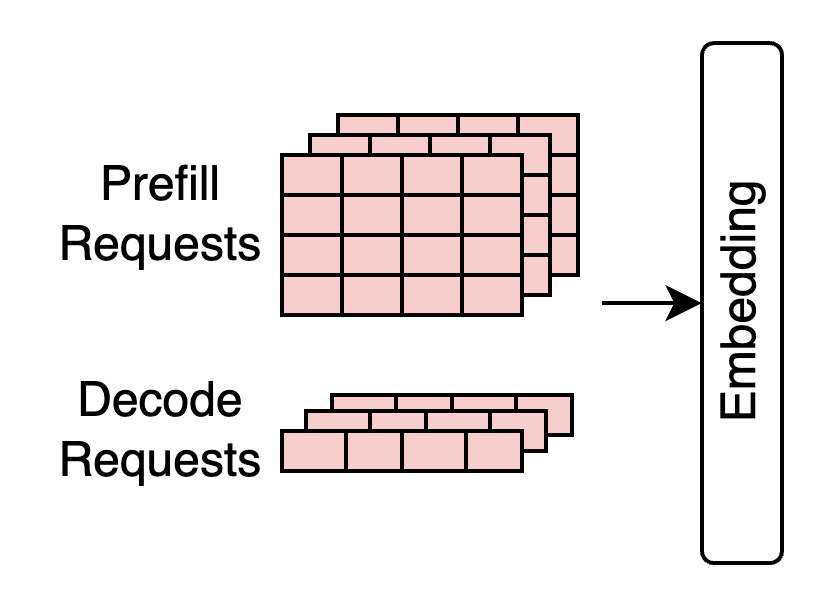 Prefill
Requests
Decode
Requests
Embedding